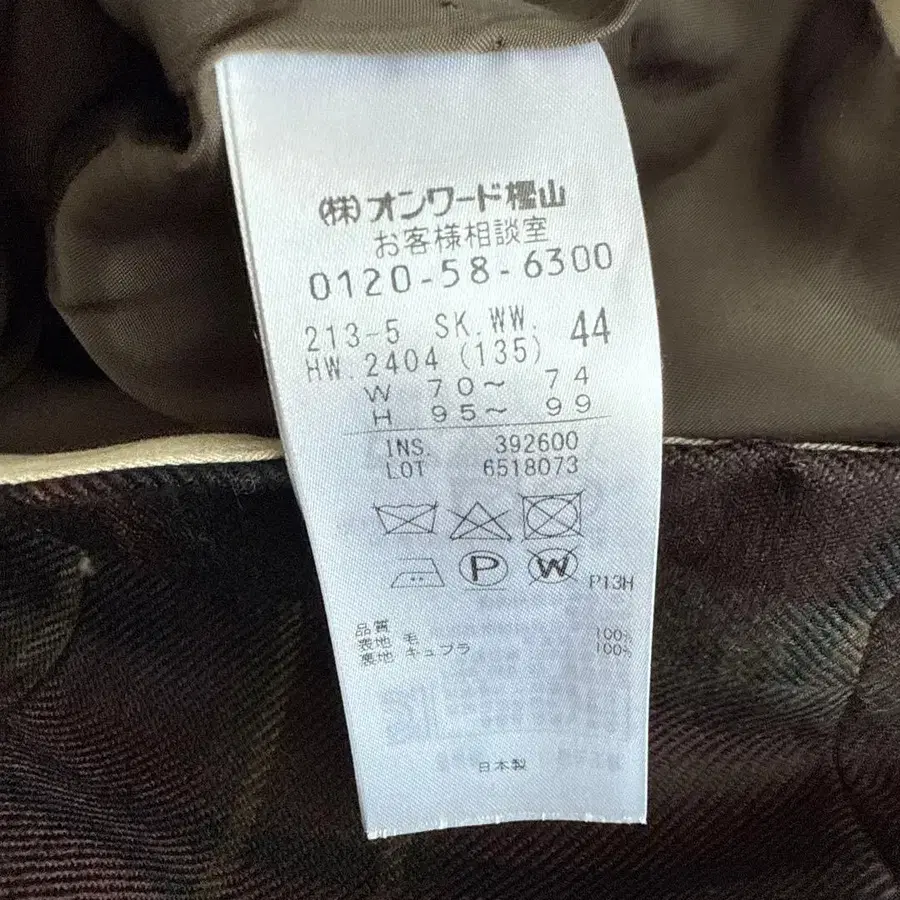 (株)オンワード樫山
お客様相談室
0120-58-6300
213-5 SK.WW. 44
HW.2404 (135)
W 70～ 74
H 95～ 99
INS. 392600
LOT 6518073
P W P13H
品質
表地 毛 100%
裏地 キュプラ 100%
日本製